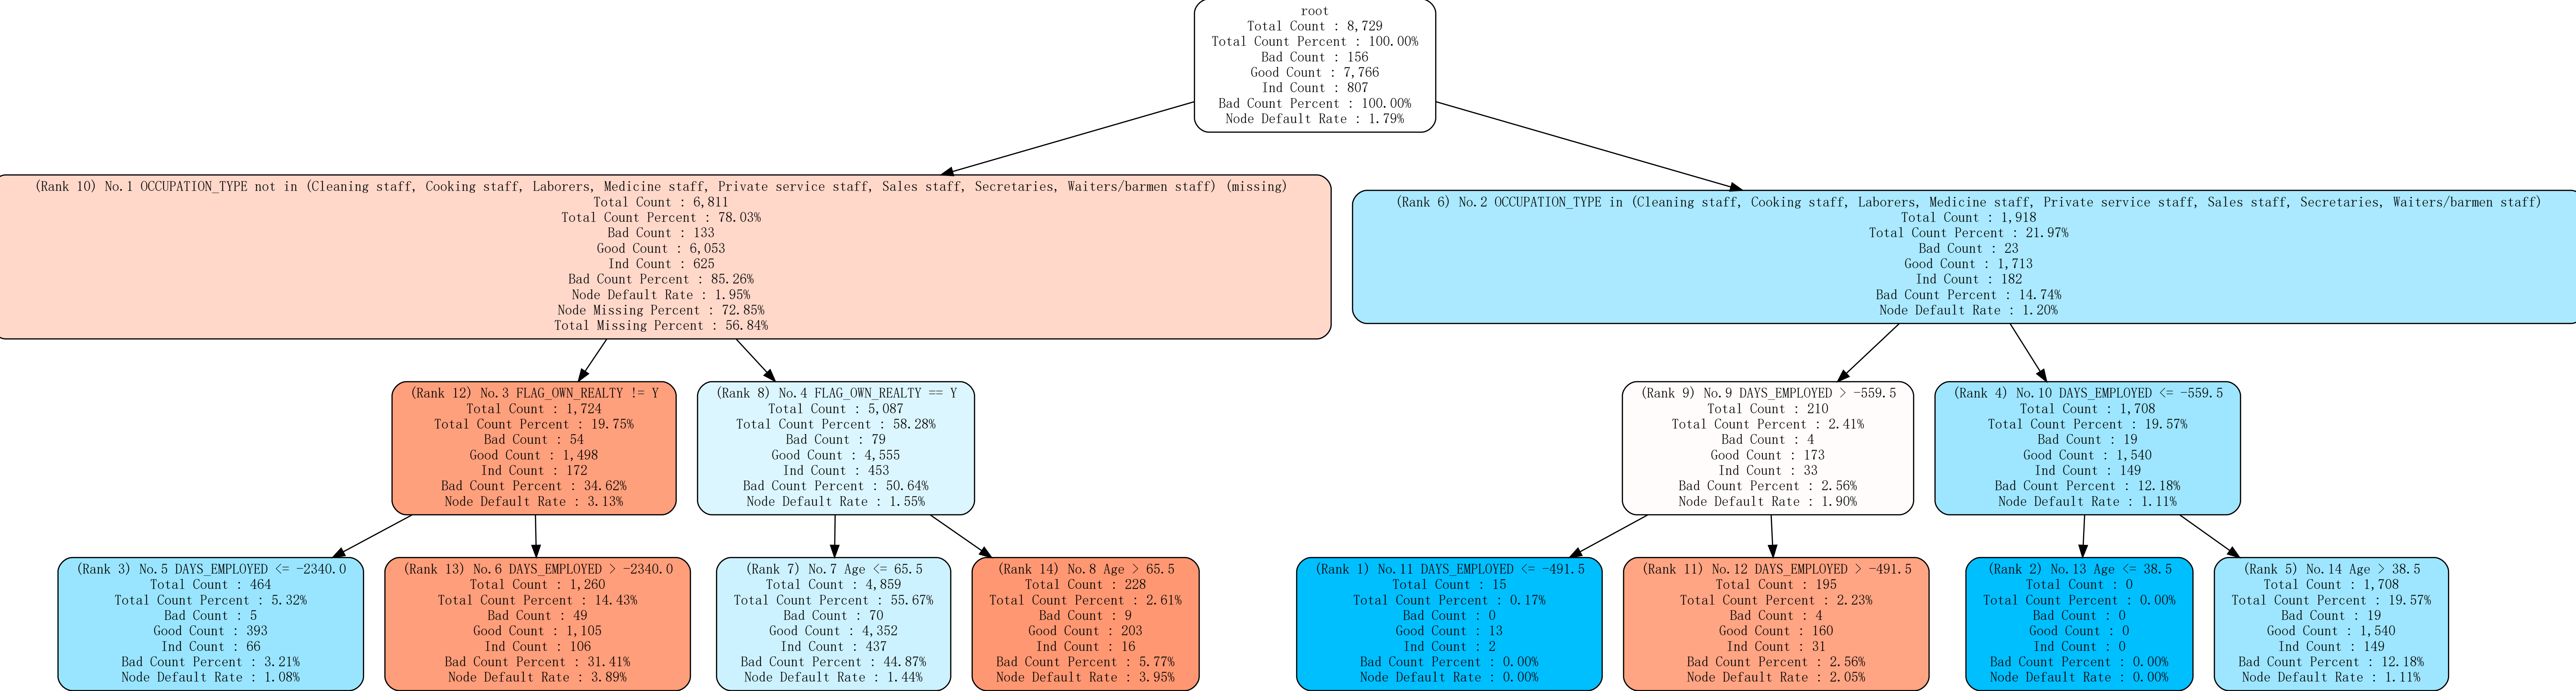 root
Total Count : 8,729
Total Count Percent : 100.00%
Bad Count : 156
Good Count : 7,766
Ind Count : 807
Bad Count Percent : 100.00%
Node Default Rate : 1.79%
(Rank 10) No.1 OCCUPATION_TYPE not in (Cleaning staff, Cooking staff, Laborers, Medicine staff, Private service staff, Sales staff, Secretaries, Waiters/barmen staff) (missing)
Total Count : 6,811
Total Count Percent : 78.03%
Bad Count : 133
Good Count : 6,053
Ind Count : 625
Bad Count Percent : 85.26%
Node Default Rate : 1.95%
Node Missing Percent : 72.85%
Total Missing Percent : 56.84%
(Rank 6) No.2 OCCUPATION_TYPE in (Cleaning staff, Cooking staff, Laborers, Medicine staff, Private service staff, Sales staff, Secretaries, Waiters/barmen staff)
Total Count : 1,918
Total Count Percent : 21.97%
Bad Count : 23
Good Count : 1,713
Ind Count : 182
Bad Count Percent : 14.74%
Node Default Rate : 1.20%
(Rank 12) No.3 FLAG_OWN_REALTY != Y
Total Count : 1,724
Total Count Percent : 19.75%
Bad Count : 54
Good Count : 1,498
Ind Count : 172
Bad Count Percent : 34.62%
Node Default Rate : 3.13%
(Rank 8) No.4 FLAG_OWN_REALTY == Y
Total Count : 5,087
Total Count Percent : 58.28%
Bad Count : 79
Good Count : 4,555
Ind Count : 453
Bad Count Percent : 50.64%
Node Default Rate : 1.55%
(Rank 9) No.9 DAYS_EMPLOYED > -559.5
Total Count : 210
Total Count Percent : 2.41%
Bad Count : 4
Good Count : 173
Ind Count : 33
Bad Count Percent : 2.56%
Node Default Rate : 1.90%
(Rank 4) No.10 DAYS_EMPLOYED <= -559.5
Total Count : 1,708
Total Count Percent : 19.57%
Bad Count : 19
Good Count : 1,540
Ind Count : 149
Bad Count Percent : 12.18%
Node Default Rate : 1.11%
(Rank 3) No.5 DAYS_EMPLOYED <= -2340.0
Total Count : 464
Total Count Percent : 5.32%
Bad Count : 5
Good Count : 393
Ind Count : 66
Bad Count Percent : 3.21%
Node Default Rate : 1.08%
(Rank 13) No.6 DAYS_EMPLOYED > -2340.0
Total Count : 1,260
Total Count Percent : 14.43%
Bad Count : 49
Good Count : 1,105
Ind Count : 106
Bad Count Percent : 31.41%
Node Default Rate : 3.89%
(Rank 7) No.7 Age <= 65.5
Total Count : 4,859
Total Count Percent : 55.67%
Bad Count : 70
Good Count : 4,352
Ind Count : 437
Bad Count Percent : 44.87%
Node Default Rate : 1.44%
(Rank 14) No.8 Age > 65.5
Total Count : 228
Total Count Percent : 2.61%
Bad Count : 9
Good Count : 203
Ind Count : 16
Bad Count Percent : 5.77%
Node Default Rate : 3.95%
(Rank 1) No.11 DAYS_EMPLOYED <= -491.5
Total Count : 15
Total Count Percent : 0.17%
Bad Count : 0
Good Count : 13
Ind Count : 2
Bad Count Percent : 0.00%
Node Default Rate : 0.00%
(Rank 11) No.12 DAYS_EMPLOYED > -491.5
Total Count : 195
Total Count Percent : 2.23%
Bad Count : 4
Good Count : 160
Ind Count : 31
Bad Count Percent : 2.56%
Node Default Rate : 2.05%
(Rank 2) No.13 Age <= 38.5
Total Count : 0
Total Count Percent : 0.00%
Bad Count : 0
Good Count : 0
Ind Count : 0
Bad Count Percent : 0.00%
Node Default Rate : 0.00%
(Rank 5) No.14 Age > 38.5
Total Count : 1,708
Total Count Percent : 19.57%
Bad Count : 19
Good Count : 1,540
Ind Count : 149
Bad Count Percent : 12.18%
Node Default Rate : 1.11%